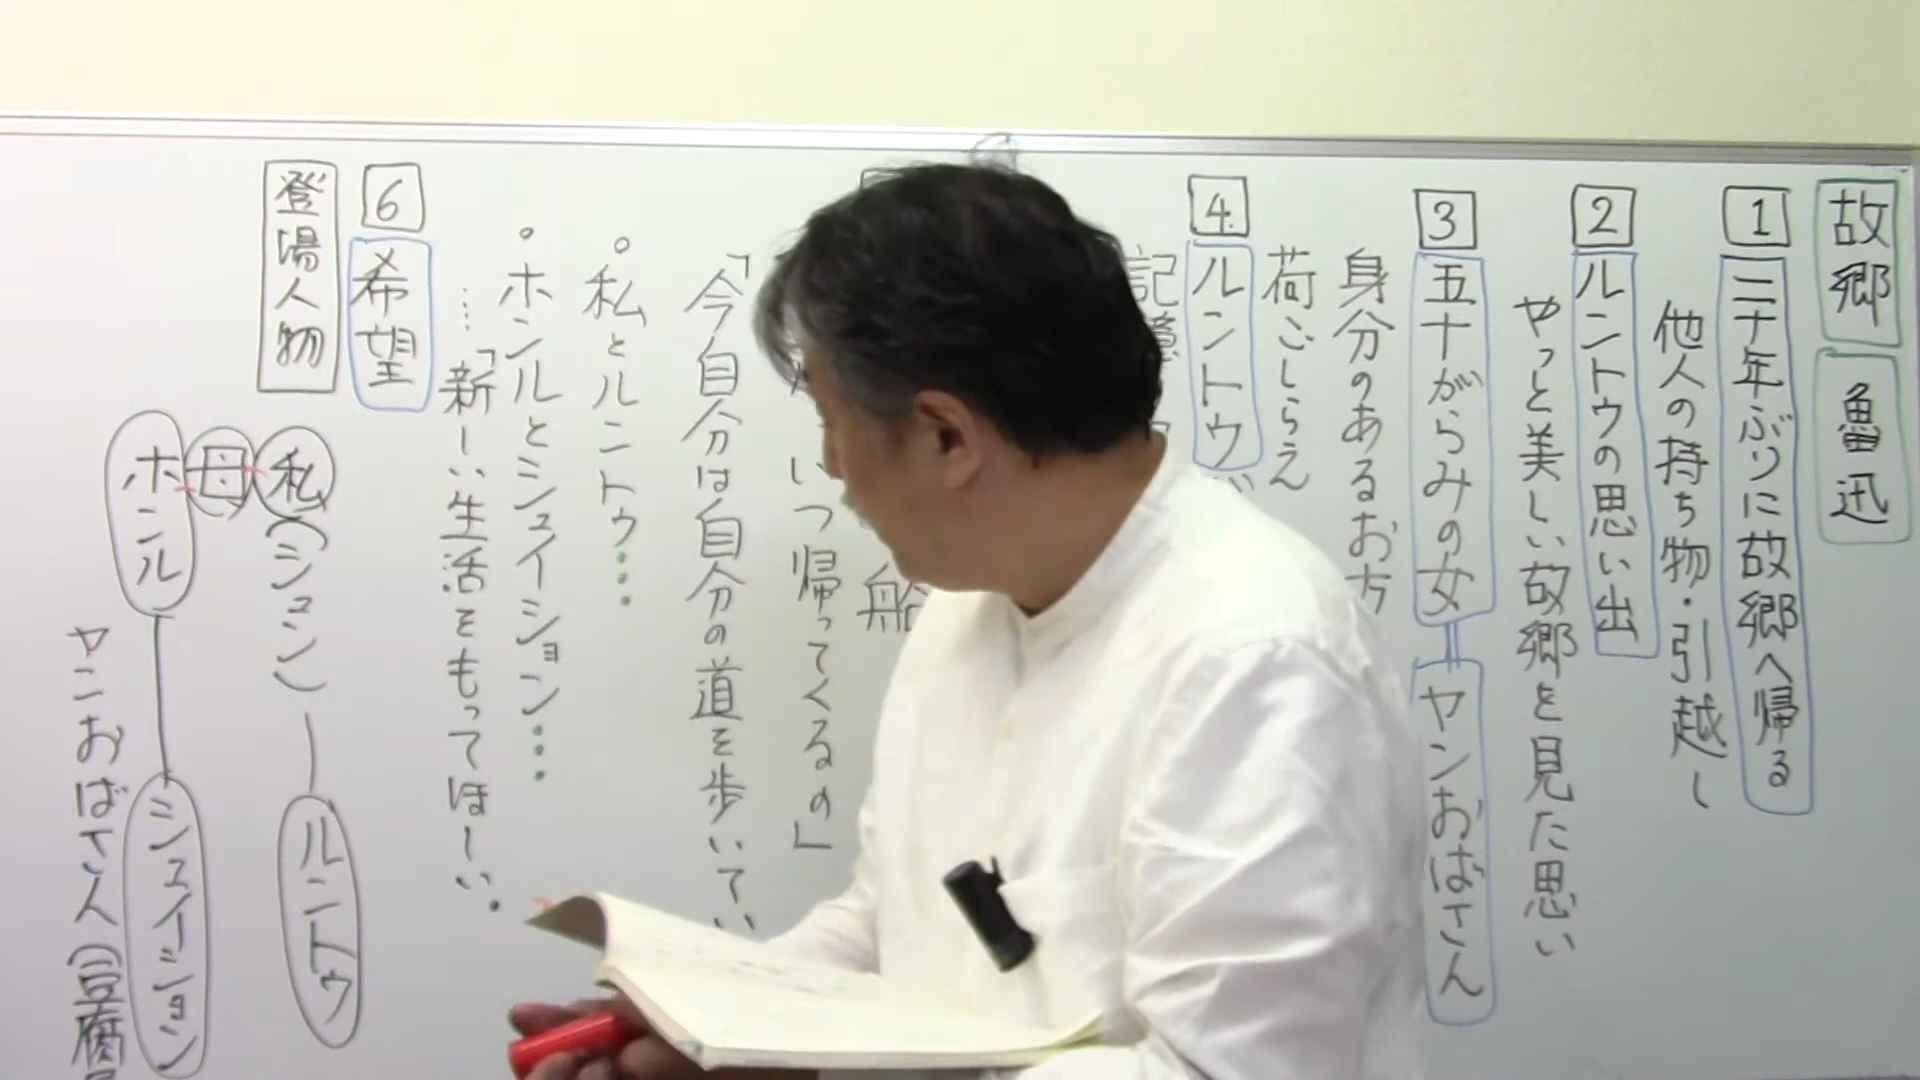 故郷
魯迅
1
二十年ぶりに故郷へ帰る
他人の持ち物・引越し
2
ルントウの思い出
やっと美しい故郷を見た思い
3
五十がらみの女
ヤンおばさん
身分のあるお方
荷ごしらえ
4
ルントウ
記憶
船
いつ帰ってくるの」
「今自分は自分の道を歩いてい
○私とルントウ・・・
○ホンルとシュイション・・・
…「新しい生活をもってほしい。
6
希望
登場人物
私(シュン)―ルントウ
母
ホンル―シュイション
ヤンおばさん(豆腐